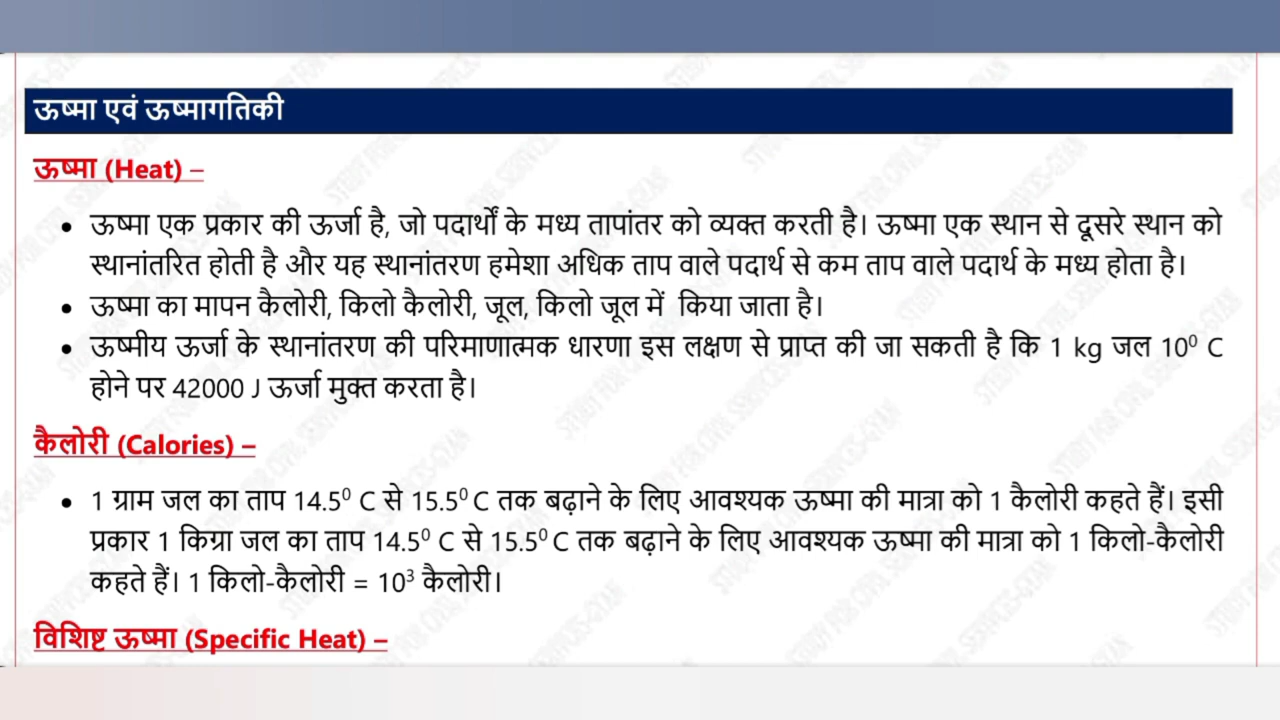 ऊष्मा एवं ऊष्मागतिकी
ऊष्मा (Heat) –
• ऊष्मा एक प्रकार की ऊर्जा है, जो पदार्थों के मध्य तापांतर को व्यक्त करती है। ऊष्मा एक स्थान से दूसरे स्थान को
स्थानांतरित होती है और यह स्थानांतरण हमेशा अधिक ताप वाले पदार्थ से कम ताप वाले पदार्थ के मध्य होता है।
• ऊष्मा का मापन कैलोरी, किलो कैलोरी, जूल, किलो जूल में किया जाता है।
• ऊष्मीय ऊर्जा के स्थानांतरण की परिमाणात्मक धारणा इस लक्षण से प्राप्त की जा सकती है कि 1 kg जल 10⁰ C
होने पर 42000 J ऊर्जा मुक्त करता है।
कैलोरी (Calories) –
• 1 ग्राम जल का ताप 14.5⁰ C से 15.5⁰ C तक बढ़ाने के लिए आवश्यक ऊष्मा की मात्रा को 1 कैलोरी कहते हैं। इसी
प्रकार 1 किग्रा जल का ताप 14.5⁰ C से 15.5⁰ C तक बढ़ाने के लिए आवश्यक ऊष्मा की मात्रा को 1 किलो-कैलोरी
कहते हैं। 1 किलो-कैलोरी = 10³ कैलोरी।
विशिष्ट ऊष्मा (Specific Heat) –